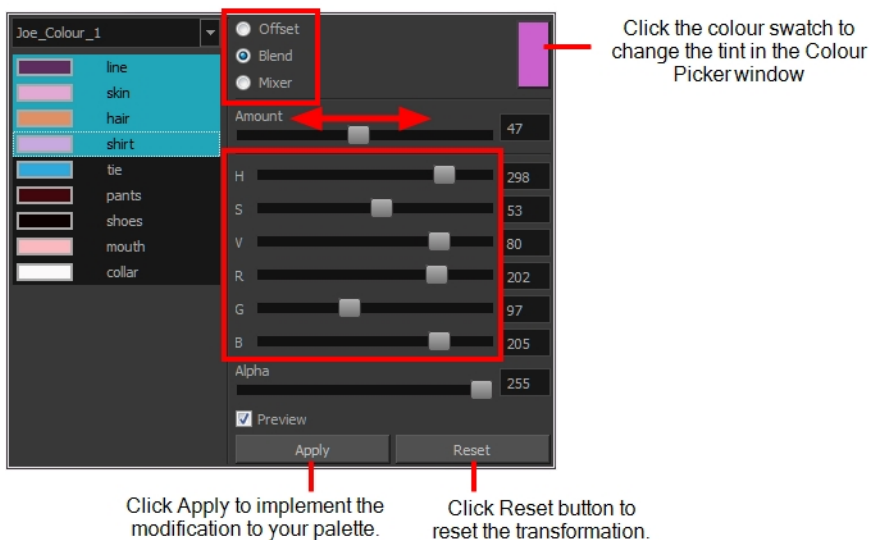 Joe_Colour_1
line
skin
hair
shirt
tie
pants
shoes
mouth
collar
Offset
Blend
Mixer
Amount
47
H 298
S 53
V 80
R 202
G 97
B 205
Alpha
255
Preview
Apply Reset
Click the colour swatch to
change the tint in the Colour
Picker window
Click Apply to implement the
modification to your palette.
Click Reset button to
reset the transformation.